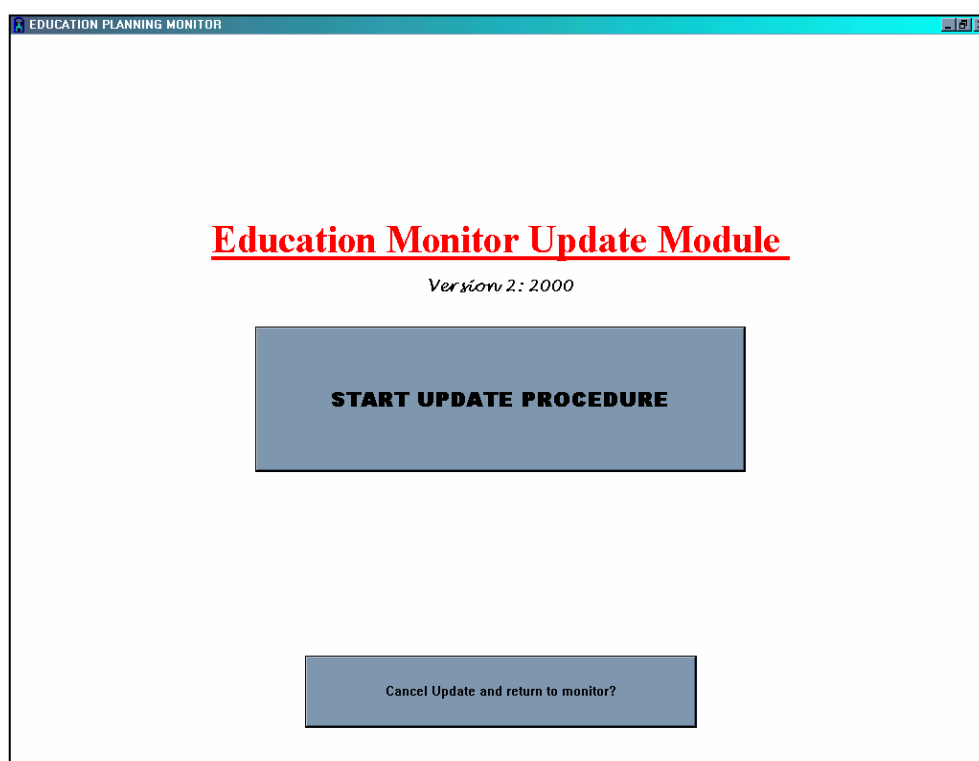 EDUCATION PLANNING MONITOR
Education Monitor Update Module
Version 2: 2000
START UPDATE PROCEDURE
Cancel Update and return to monitor?